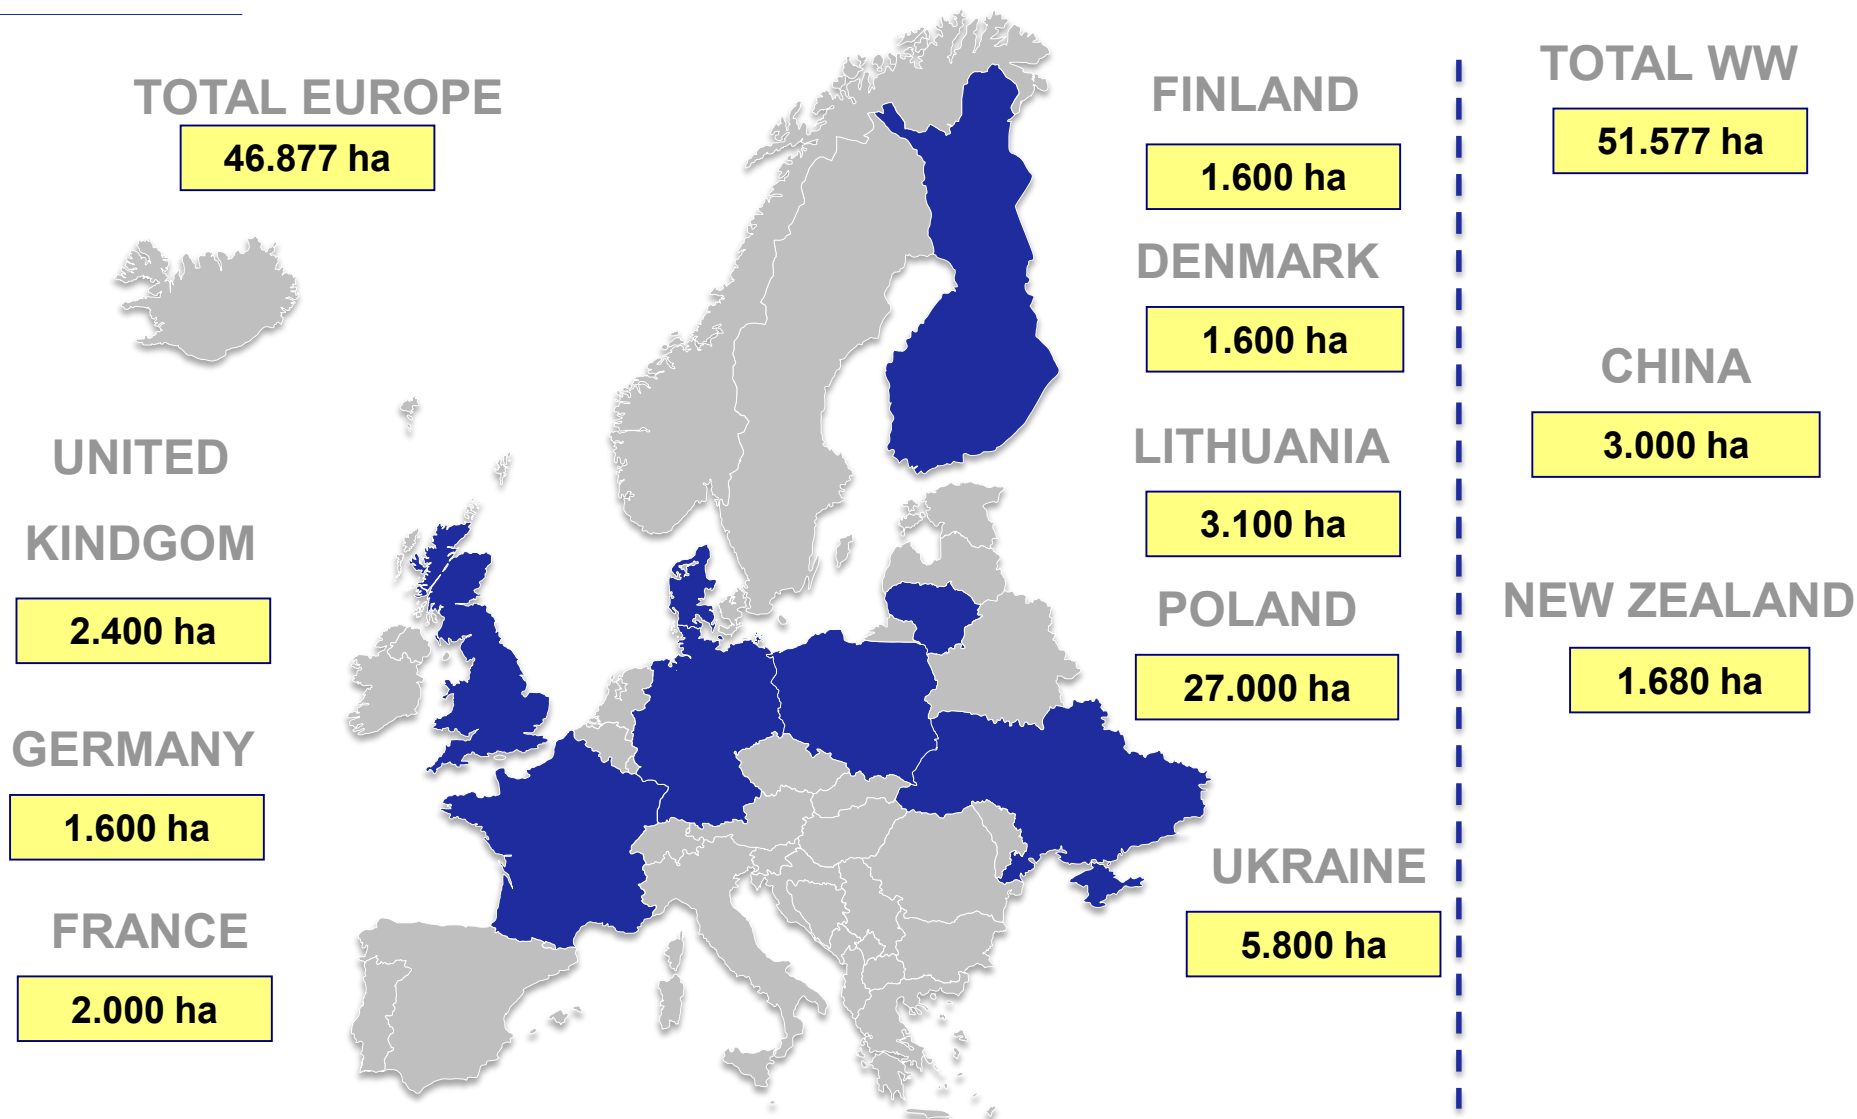 TOTAL EUROPE
46.877 ha
UNITED
KINDGOM
2.400 ha
GERMANY
1.600 ha
FRANCE
2.000 ha
FINLAND
1.600 ha
DENMARK
1.600 ha
LITHUANIA
3.100 ha
POLAND
27.000 ha
UKRAINE
5.800 ha
TOTAL WW
51.577 ha
CHINA
3.000 ha
NEW ZEALAND
1.680 ha